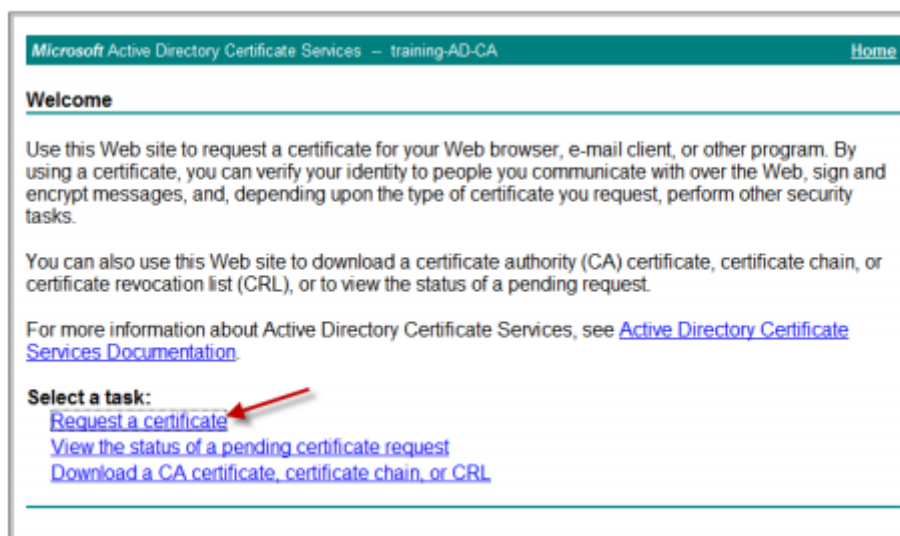 Microsoft Active Directory Certificate Services -- training-AD-CA Home
Welcome
Use this Web site to request a certificate for your Web browser, e-mail client, or other program. By
using a certificate, you can verify your identity to people you communicate with over the Web, sign and
encrypt messages, and, depending upon the type of certificate you request, perform other security
tasks.
You can also use this Web site to download a certificate authority (CA) certificate, certificate chain, or
certificate revocation list (CRL), or to view the status of a pending request.
For more information about Active Directory Certificate Services, see Active Directory Certificate
Services Documentation.
Select a task:
Request a certificate
View the status of a pending certificate request
Download a CA certificate, certificate chain, or CRL